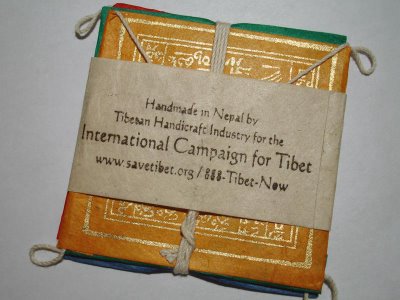 Handmade in Nepal by
Tibetan Handicraft Industry for the
International Campaign for Tibet
www.savetibet.org/888-Tibet-Now